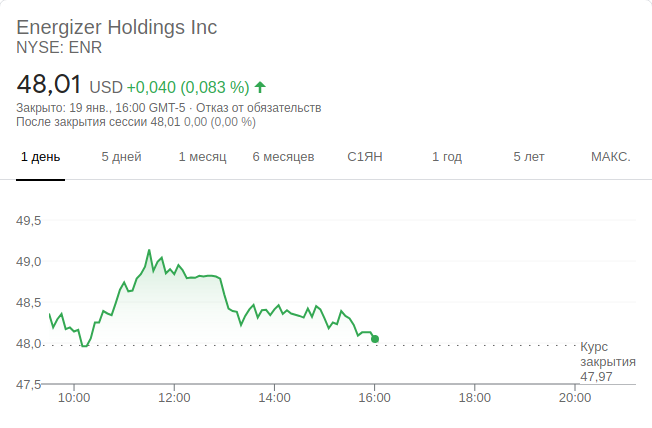 Energizer Holdings Inc
NYSE: ENR
48,01 USD +0,040 (0,083 %)
Закрыто: 19 янв., 16:00 GMT-5 · Отказ от обязательств
После закрытия сессии 48,01 0,00 (0,00 %)
1 день 5 дней 1 месяц 6 месяцев С1ЯН 1 год 5 лет МАКС.
49,5
49,0
48,5
48,0
Курс
закрытия
47,97
47,5
10:00 12:00 14:00 16:00 18:00 20:00